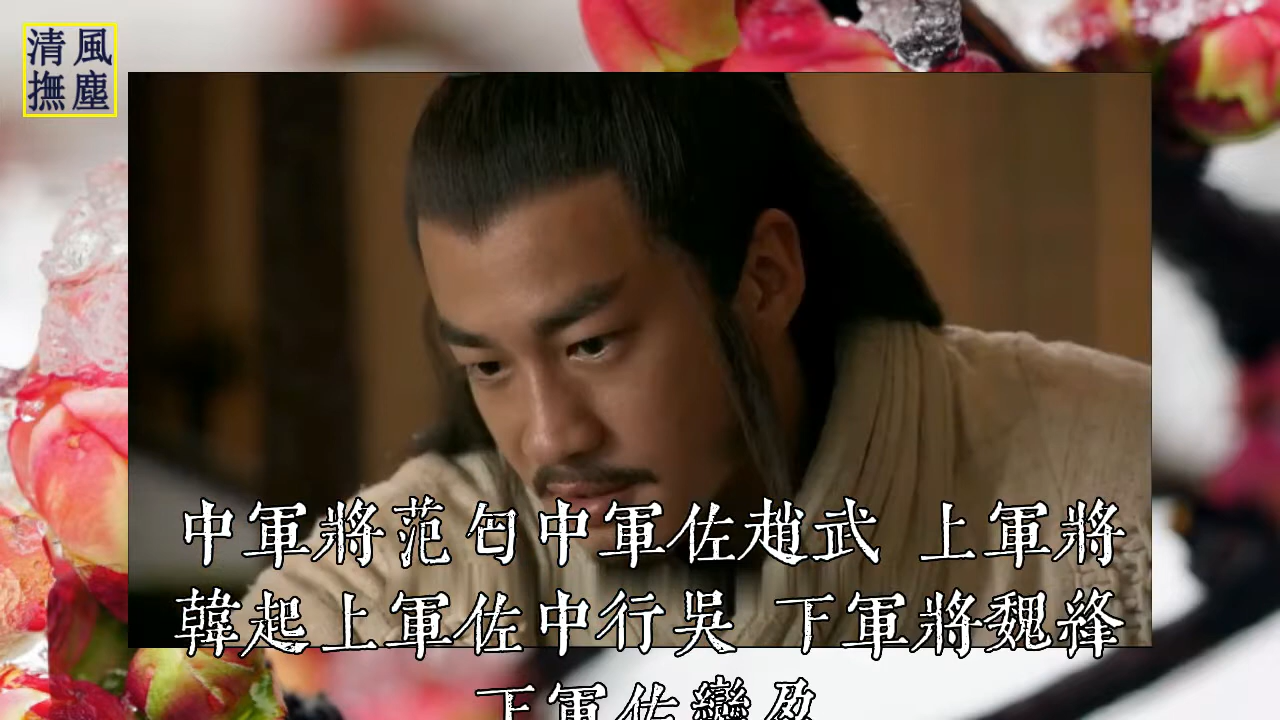 清風
撫塵
中軍將范匄中軍佐趙武 上軍將
韓起上軍佐中行吳 下軍將魏絳
下軍佐欒盈